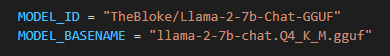 MODEL_ID = "TheBloke/Llama-2-7b-Chat-GGUF"
MODEL_BASENAME = "llama-2-7b-chat.Q4_K_M.gguf"